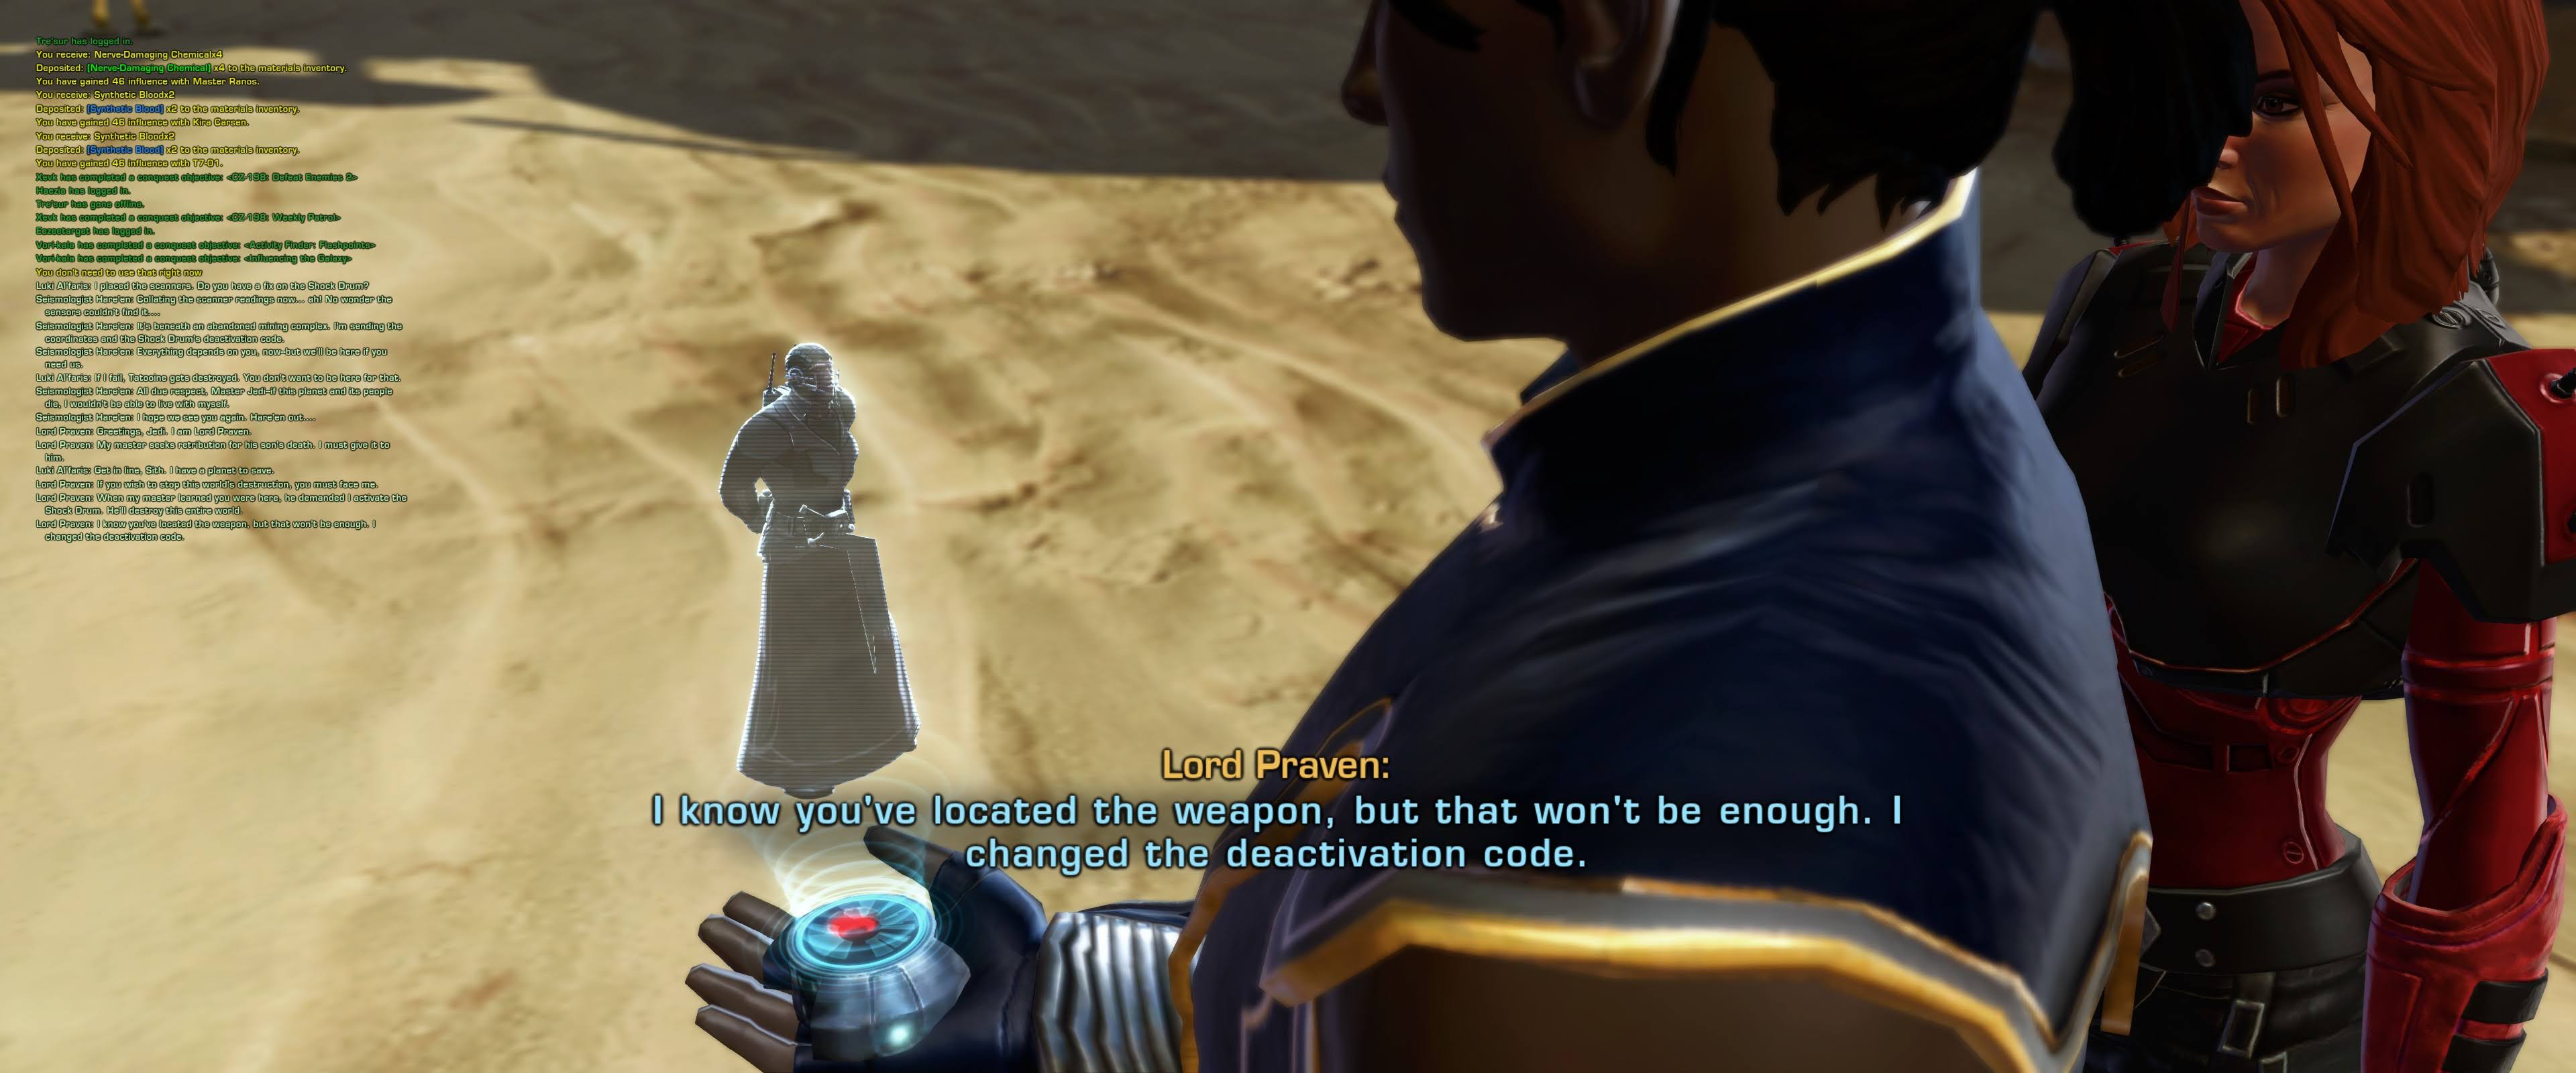 Tre'sur has logged in.
You receive: Nerve-Damaging Chemicalx4
Deposited: [Nerve-Damaging Chemical] x4 to the materials inventory.
You have gained 46 influence with Master Ranos.
You receive: Synthetic Bloodx2
Deposited: [Synthetic Blood] x2 to the materials inventory.
You have gained 46 influence with Kira Carsen.
You receive: Synthetic Bloodx2
Deposited: [Synthetic Blood] x2 to the materials inventory.
You have gained 46 influence with T7-O1.
Xevk has completed a conquest objective: <CZ-198: Defeat Enemies 2>
Haezia has logged in.
Tre'sur has gone offline.
Xevk has completed a conquest objective: <CZ-198: Weekly Patrol>
Eezeetarget has logged in.
Vori-kala has completed a conquest objective: <Activity Finder: Flashpoints>
Vori-kala has completed a conquest objective: <Influencing the Galaxy>
You don't need to use that right now
Luki Al'faris: I placed the scanners. Do you have a fix on the Shock Drum?
Seismologist Hare'en: Collating the scanner readings now... ah! No wonder the
sensors couldn't find it....
Seismologist Hare'en: It's beneath an abandoned mining complex. I'm sending the
coordinates and the Shock Drum's deactivation code.
Seismologist Hare'en: Everything depends on you, now--but we'll be here if you
need us.
Luki Al'faris: If I fail, Tatooine gets destroyed. You don't want to be here for that.
Seismologist Hare'en: All due respect, Master Jedi--if this planet and its people
die, I wouldn't be able to live with myself.
Seismologist Hare'en: I hope we see you again. Hare'en out....
Lord Praven: Greetings, Jedi. I am Lord Praven.
Lord Praven: My master seeks retribution for his son's death. I must give it to
him.
Luki Al'faris: Get in line, Sith. I have a planet to save.
Lord Praven: If you wish to stop this world's destruction, you must face me.
Lord Praven: When my master learned you were here, he demanded I activate the
Shock Drum. He'll destroy this entire world.
Lord Praven: I know you've located the weapon, but that won't be enough. I
changed the deactivation code.
Lord Praven:
I know you've located the weapon, but that won't be enough. I
changed the deactivation code.